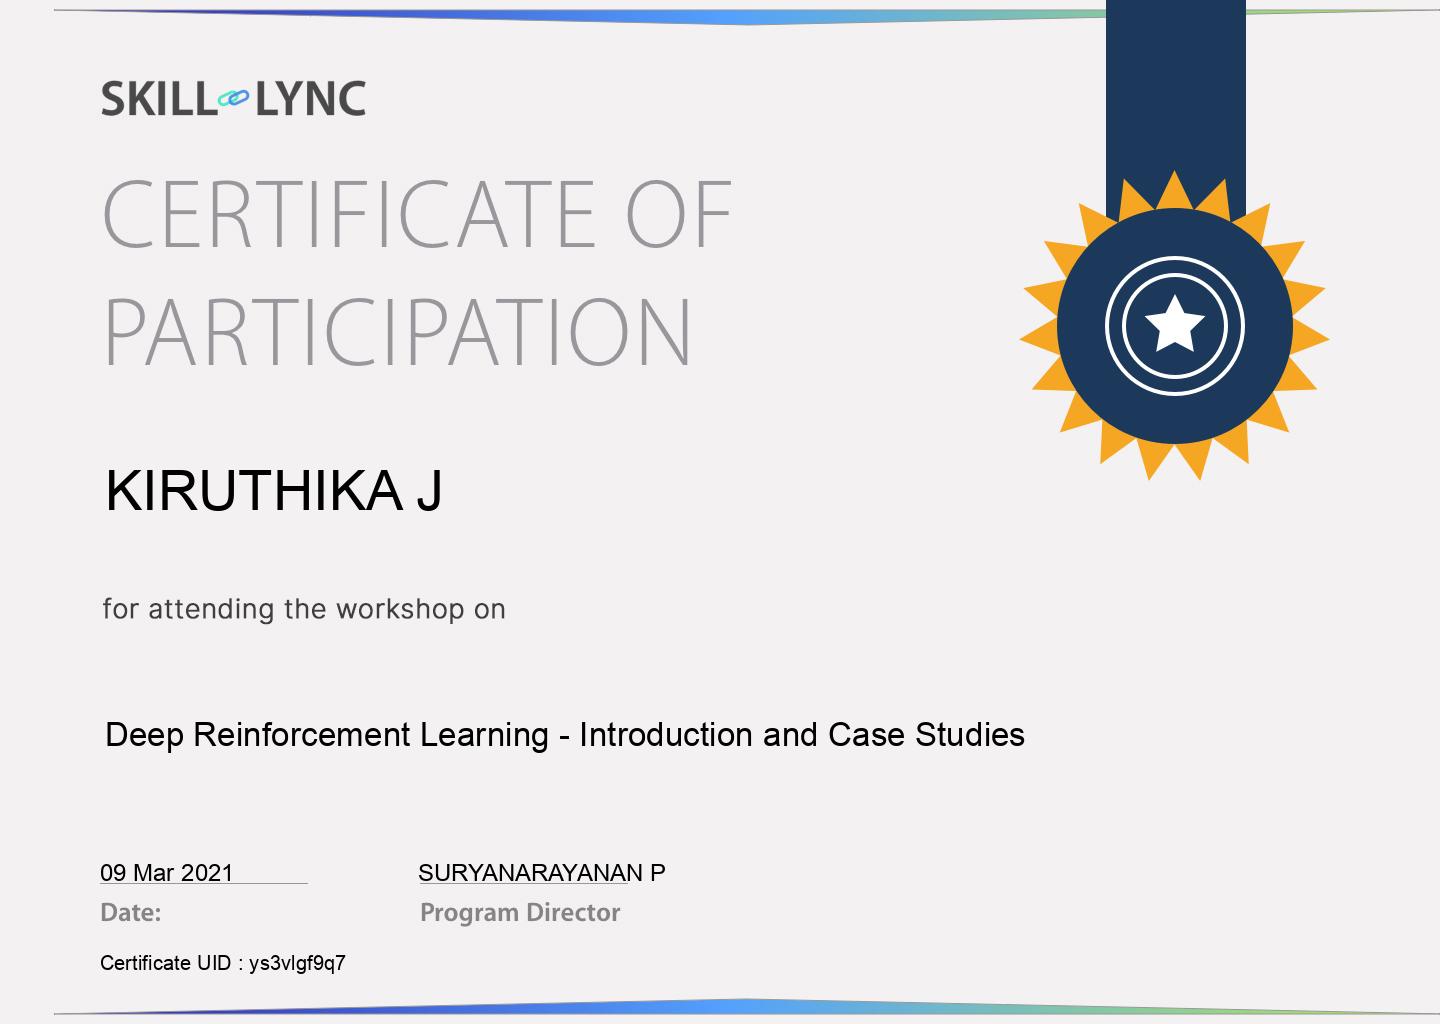 SKILL LYNC
CERTIFICATE OF
PARTICIPATION
KIRUTHIKA J
for attending the workshop on
Deep Reinforcement Learning - Introduction and Case Studies
09 Mar 2021 SURYANARAYANAN P
Date: Program Director
Certificate UID : ys3vlgf9q7